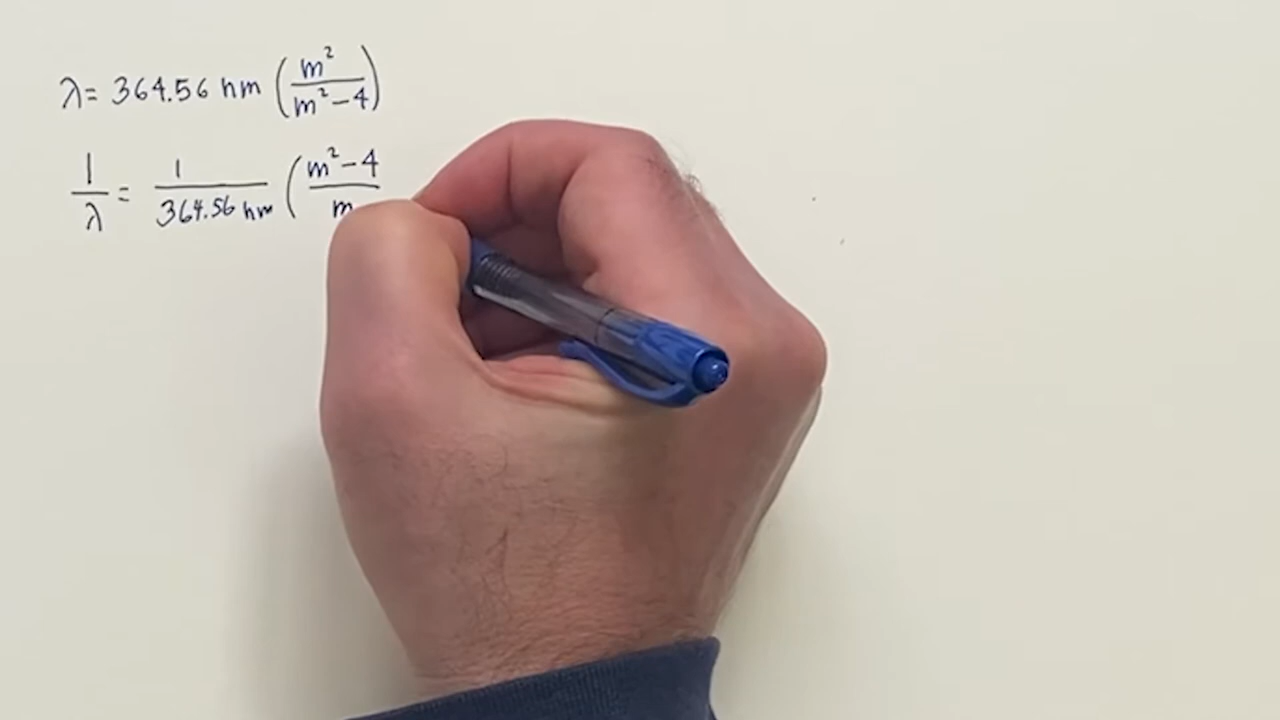 λ = 364.56 nm (m²/(m²−4))
1/λ = 1/(364.56 nm) ((m²−4)/m